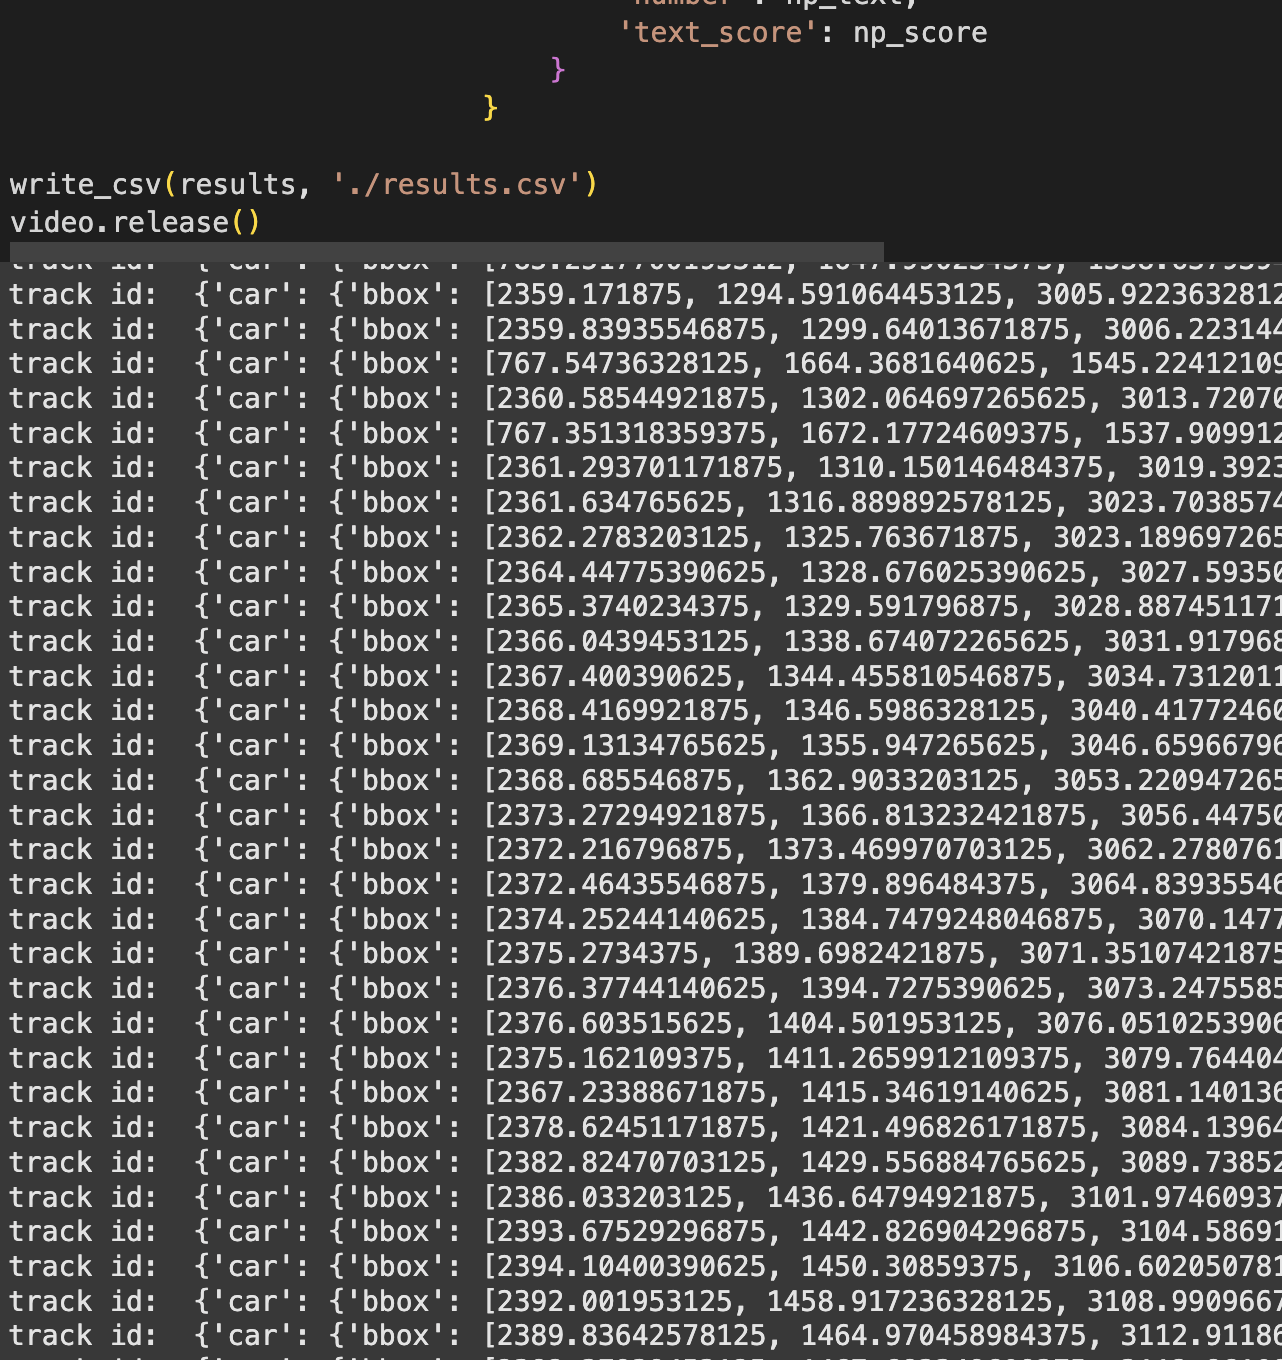 'number': np_text,
'text_score': np_score
}
}
write_csv(results, './results.csv')
video.release()
track id:  {'car': {'bbox': [
track id:  {'car': {'bbox': [2359.171875, 1294.591064453125, 3005.9223632812
track id:  {'car': {'bbox': [2359.83935546875, 1299.64013671875, 3006.223144
track id:  {'car': {'bbox': [767.54736328125, 1664.3681640625, 1545.22412109
track id:  {'car': {'bbox': [2360.58544921875, 1302.064697265625, 3013.72070
track id:  {'car': {'bbox': [767.351318359375, 1672.17724609375, 1537.909912
track id:  {'car': {'bbox': [2361.293701171875, 1310.150146484375, 3019.3923
track id:  {'car': {'bbox': [2361.634765625, 1316.889892578125, 3023.7038574
track id:  {'car': {'bbox': [2362.2783203125, 1325.763671875, 3023.189697265
track id:  {'car': {'bbox': [2364.44775390625, 1328.676025390625, 3027.59350
track id:  {'car': {'bbox': [2365.3740234375, 1329.591796875, 3028.887451171
track id:  {'car': {'bbox': [2366.0439453125, 1338.674072265625, 3031.917968
track id:  {'car': {'bbox': [2367.400390625, 1344.455810546875, 3034.7312011
track id:  {'car': {'bbox': [2368.4169921875, 1346.5986328125, 3040.41772460
track id:  {'car': {'bbox': [2369.13134765625, 1355.947265625, 3046.65966796
track id:  {'car': {'bbox': [2368.685546875, 1362.9033203125, 3053.220947265
track id:  {'car': {'bbox': [2373.27294921875, 1366.813232421875, 3056.44750
track id:  {'car': {'bbox': [2372.216796875, 1373.469970703125, 3062.2780761
track id:  {'car': {'bbox': [2372.46435546875, 1379.896484375, 3064.83935546
track id:  {'car': {'bbox': [2374.25244140625, 1384.7479248046875, 3070.1477
track id:  {'car': {'bbox': [2375.2734375, 1389.6982421875, 3071.35107421875
track id:  {'car': {'bbox': [2376.37744140625, 1394.7275390625, 3073.2475585
track id:  {'car': {'bbox': [2376.603515625, 1404.501953125, 3076.0510253906
track id:  {'car': {'bbox': [2375.162109375, 1411.2659912109375, 3079.764404
track id:  {'car': {'bbox': [2367.23388671875, 1415.34619140625, 3081.140136
track id:  {'car': {'bbox': [2378.62451171875, 1421.496826171875, 3084.13964
track id:  {'car': {'bbox': [2382.82470703125, 1429.556884765625, 3089.73852
track id:  {'car': {'bbox': [2386.033203125, 1436.64794921875, 3101.97460937
track id:  {'car': {'bbox': [2393.67529296875, 1442.826904296875, 3104.58691
track id:  {'car': {'bbox': [2394.10400390625, 1450.30859375, 3106.602050781
track id:  {'car': {'bbox': [2392.001953125, 1458.917236328125, 3108.9909667
track id:  {'car': {'bbox': [2389.83642578125, 1464.970458984375, 3112.91186